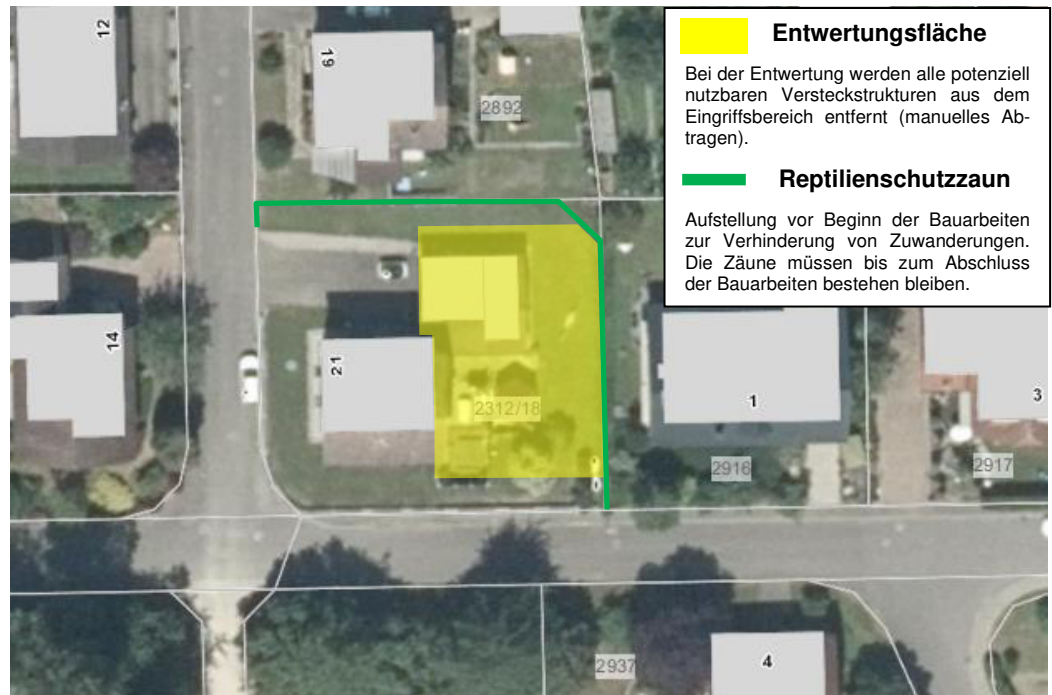 Entwertungsfläche
Bei der Entwertung werden alle potenziell
nutzbaren Versteckstrukturen aus dem
Eingriffsbereich entfernt (manuelles Ab-
tragen).
Reptilienschutzzaun
Aufstellung vor Beginn der Bauarbeiten
zur Verhinderung von Zuwanderungen.
Die Zäune müssen bis zum Abschluss
der Bauarbeiten bestehen bleiben.
12
19
2892
14
21
2312/18
1
3
2916
2917
2937
4